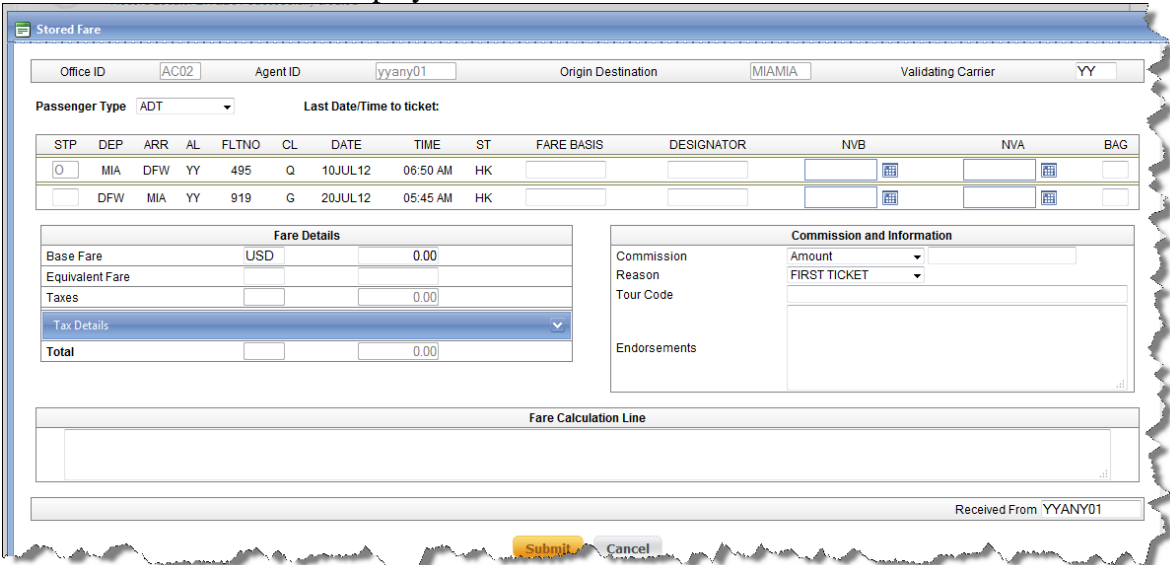 Stored Fare
Office ID AC02 Agent ID yyany01 Origin Destination MIAMIA Validating Carrier YY
Passenger Type ADT Last Date/Time to ticket:
STP DEP ARR AL FLTNO CL DATE TIME ST FARE BASIS DESIGNATOR NVB NVA BAG
O MIA DFW YY 495 Q 10JUL12 06:50 AM HK
DFW MIA YY 919 G 20JUL12 05:45 AM HK
Fare Details
Base Fare USD 0.00
Equivalent Fare
Taxes 0.00
Tax Details
Total 0.00
Commission and Information
Commission Amount
Reason FIRST TICKET
Tour Code
Endorsements
Fare Calculation Line
Received From YYANY01
Submit Cancel